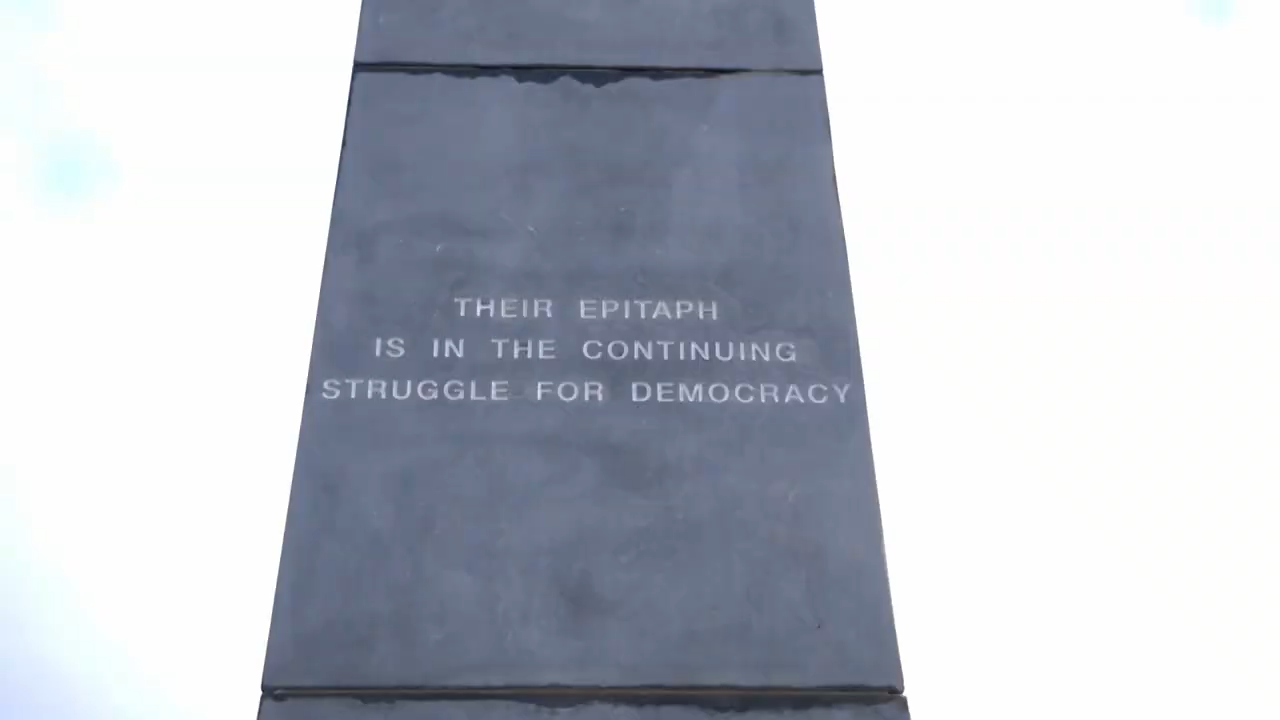 THEIR EPITAPH
IS IN THE CONTINUING
STRUGGLE FOR DEMOCRACY